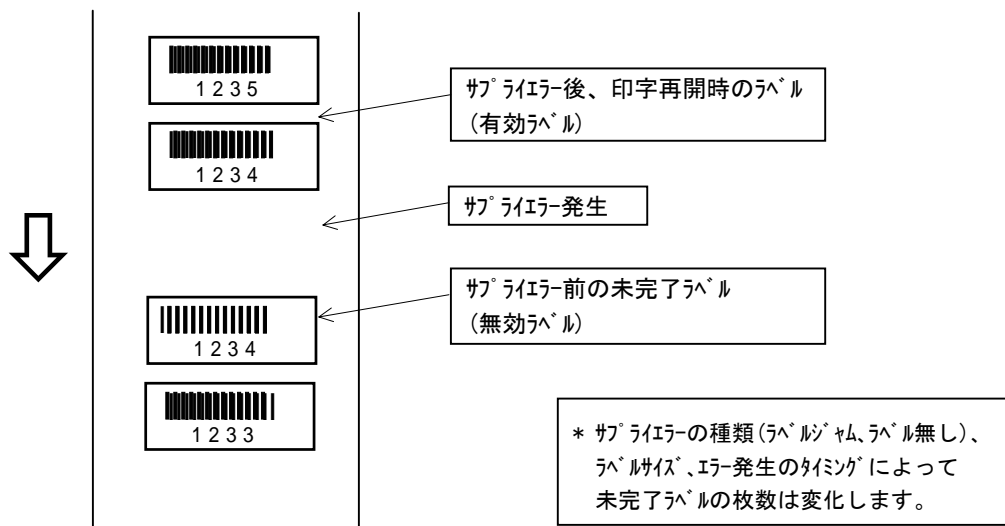 1235
サプライエラー後、印字再開時のラベル
(有効ラベル)
1234
サプライエラー発生
サプライエラー前の未完了ラベル
(無効ラベル)
1234
1233
* サプライエラーの種類(ラベルジャム、ラベル無し)、
ラベルサイズ、エラー発生のタイミングによって
未完了ラベルの枚数は変化します。